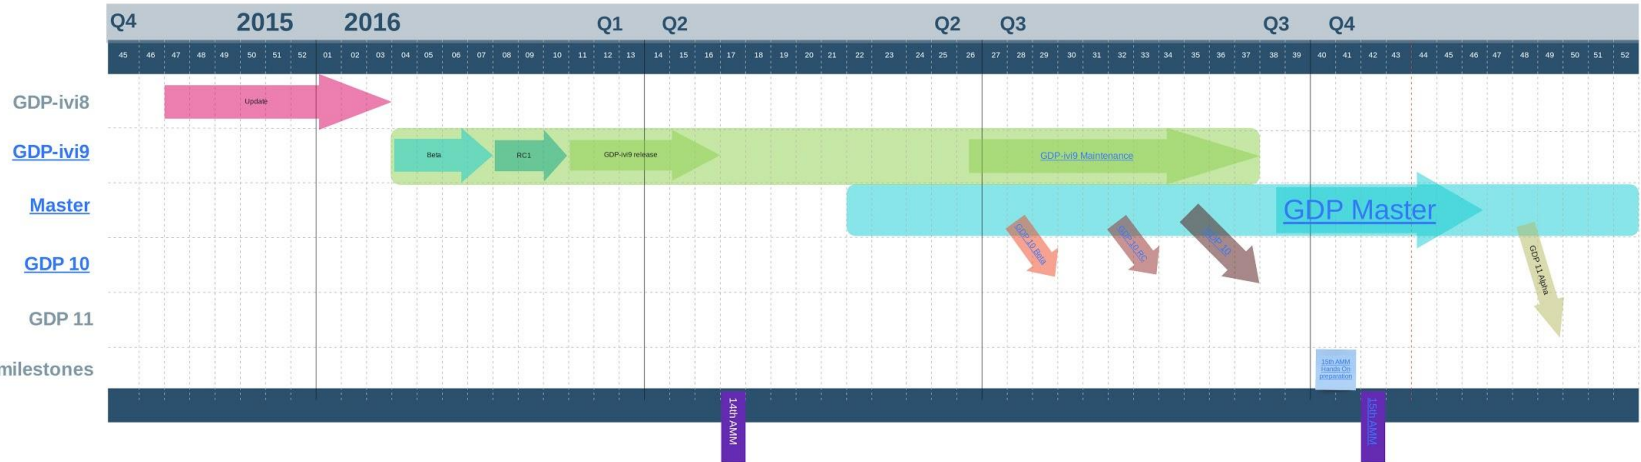 Q4 2015 2016 Q1 Q2 Q2 Q3 Q3 Q4
45 46 47 48 49 50 51 52 01 02 03 04 05 06 07 08 09 10 11 12 13 14 15 16 17 18 19 20 21 22 23 24 25 26 27 28 29 30 31 32 33 34 35 36 37 38 39 40 41 42 43 44 45 46 47 48 49 50 51 52
GDP-ivi8
Update
GDP-ivi9
Beta
RC1
GDP-ivi9 release
GDP-ivi9 Maintenance
Master
GDP Master
GDP 10
GDP 10 Beta
GDP 10 RC
GDP 10
GDP 11 Alpha
GDP 11
milestones
15th AMM
Hands On
preparation
14th AMM
15th AMM